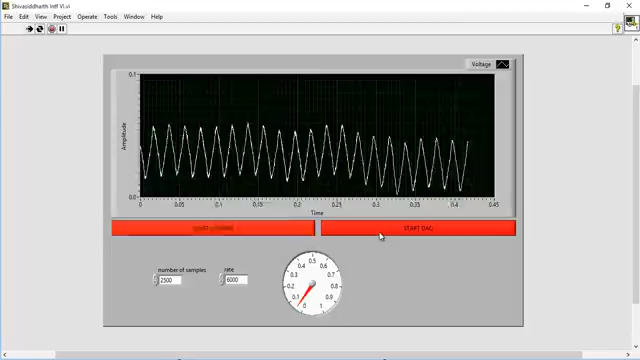 Shivasiddharth Intf VI.vi
File Edit View Project Operate Tools Window Help
Voltage
0.1
Amplitude
0.0
0 0.05 0.1 0.15 0.2 0.25 0.3 0.35 0.4 0.45
Time
START DAQ
number of samples rate
2500 6000
0 0.1 0.2 0.3 0.4 0.5 0.6 0.7 0.8 0.9 1